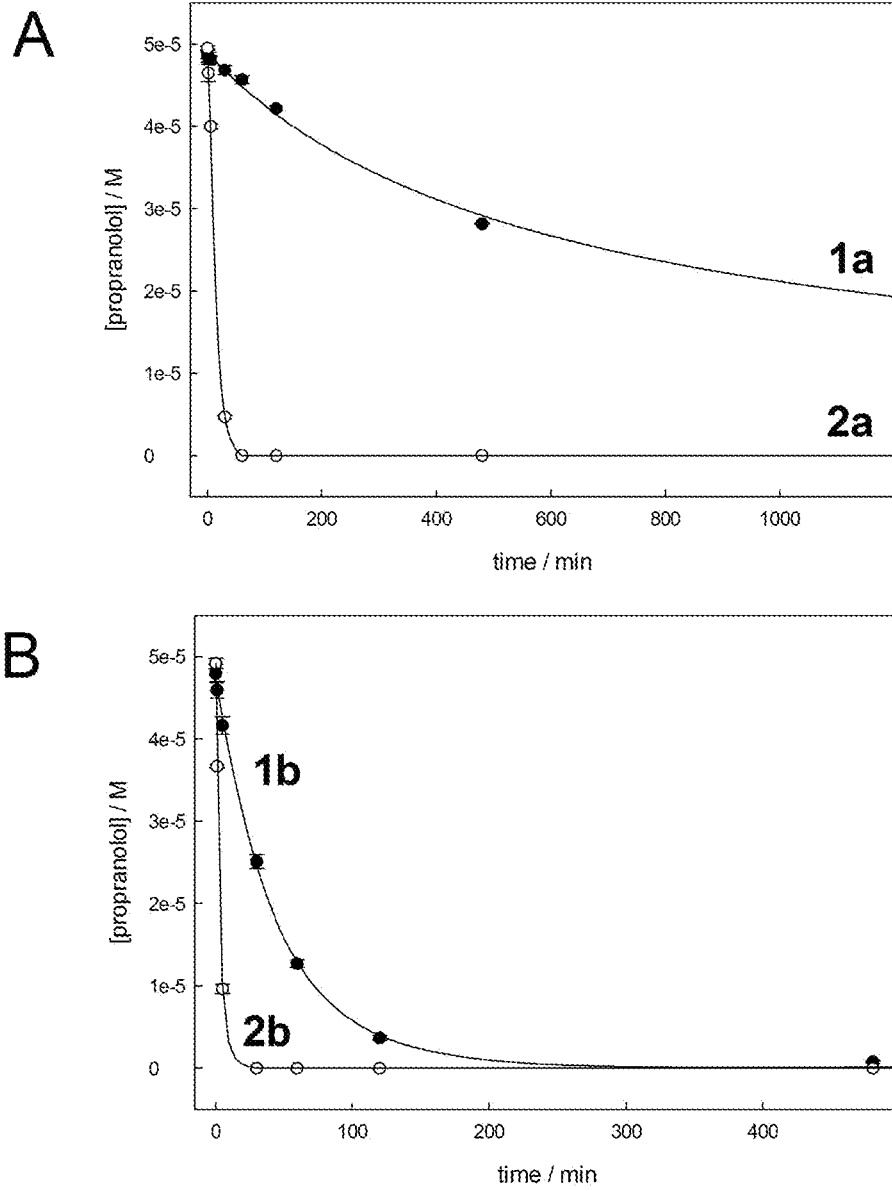 A
[propranolol] / M
5e-5
4e-5
3e-5
2e-5
1e-5
0
1a
2a
0 200 400 600 800 1000
time / min
B
[propranolol] / M
5e-5
4e-5
3e-5
2e-5
1e-5
0
1b
2b
0 100 200 300 400
time / min